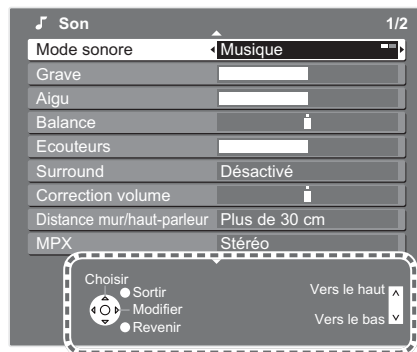 Son 1/2
Mode sonore Musique
Grave
Aigu
Balance
Ecouteurs
Surround Désactivé
Correction volume
Distance mur/haut-parleur Plus de 30 cm
MPX Stéréo
Choisir
Sortir
Modifier
Revenir
Vers le haut
Vers le bas